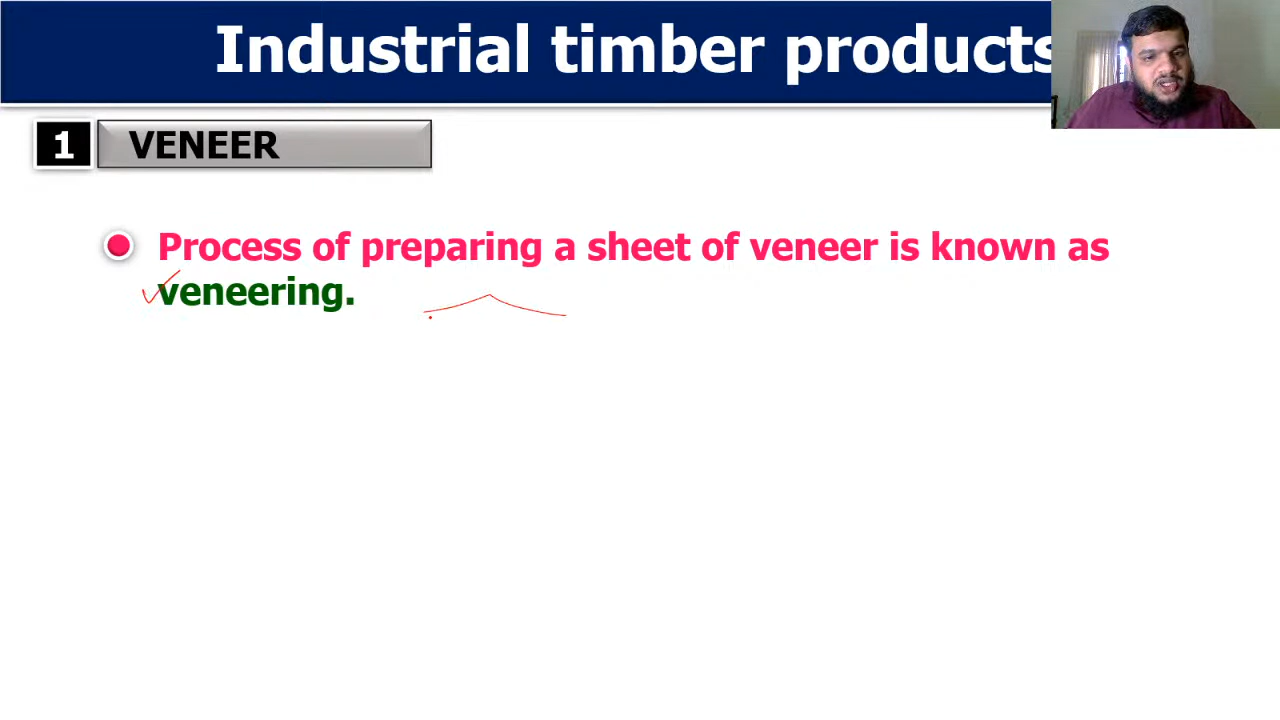 Industrial timber products
1 VENEER
Process of preparing a sheet of veneer is known as
veneering.